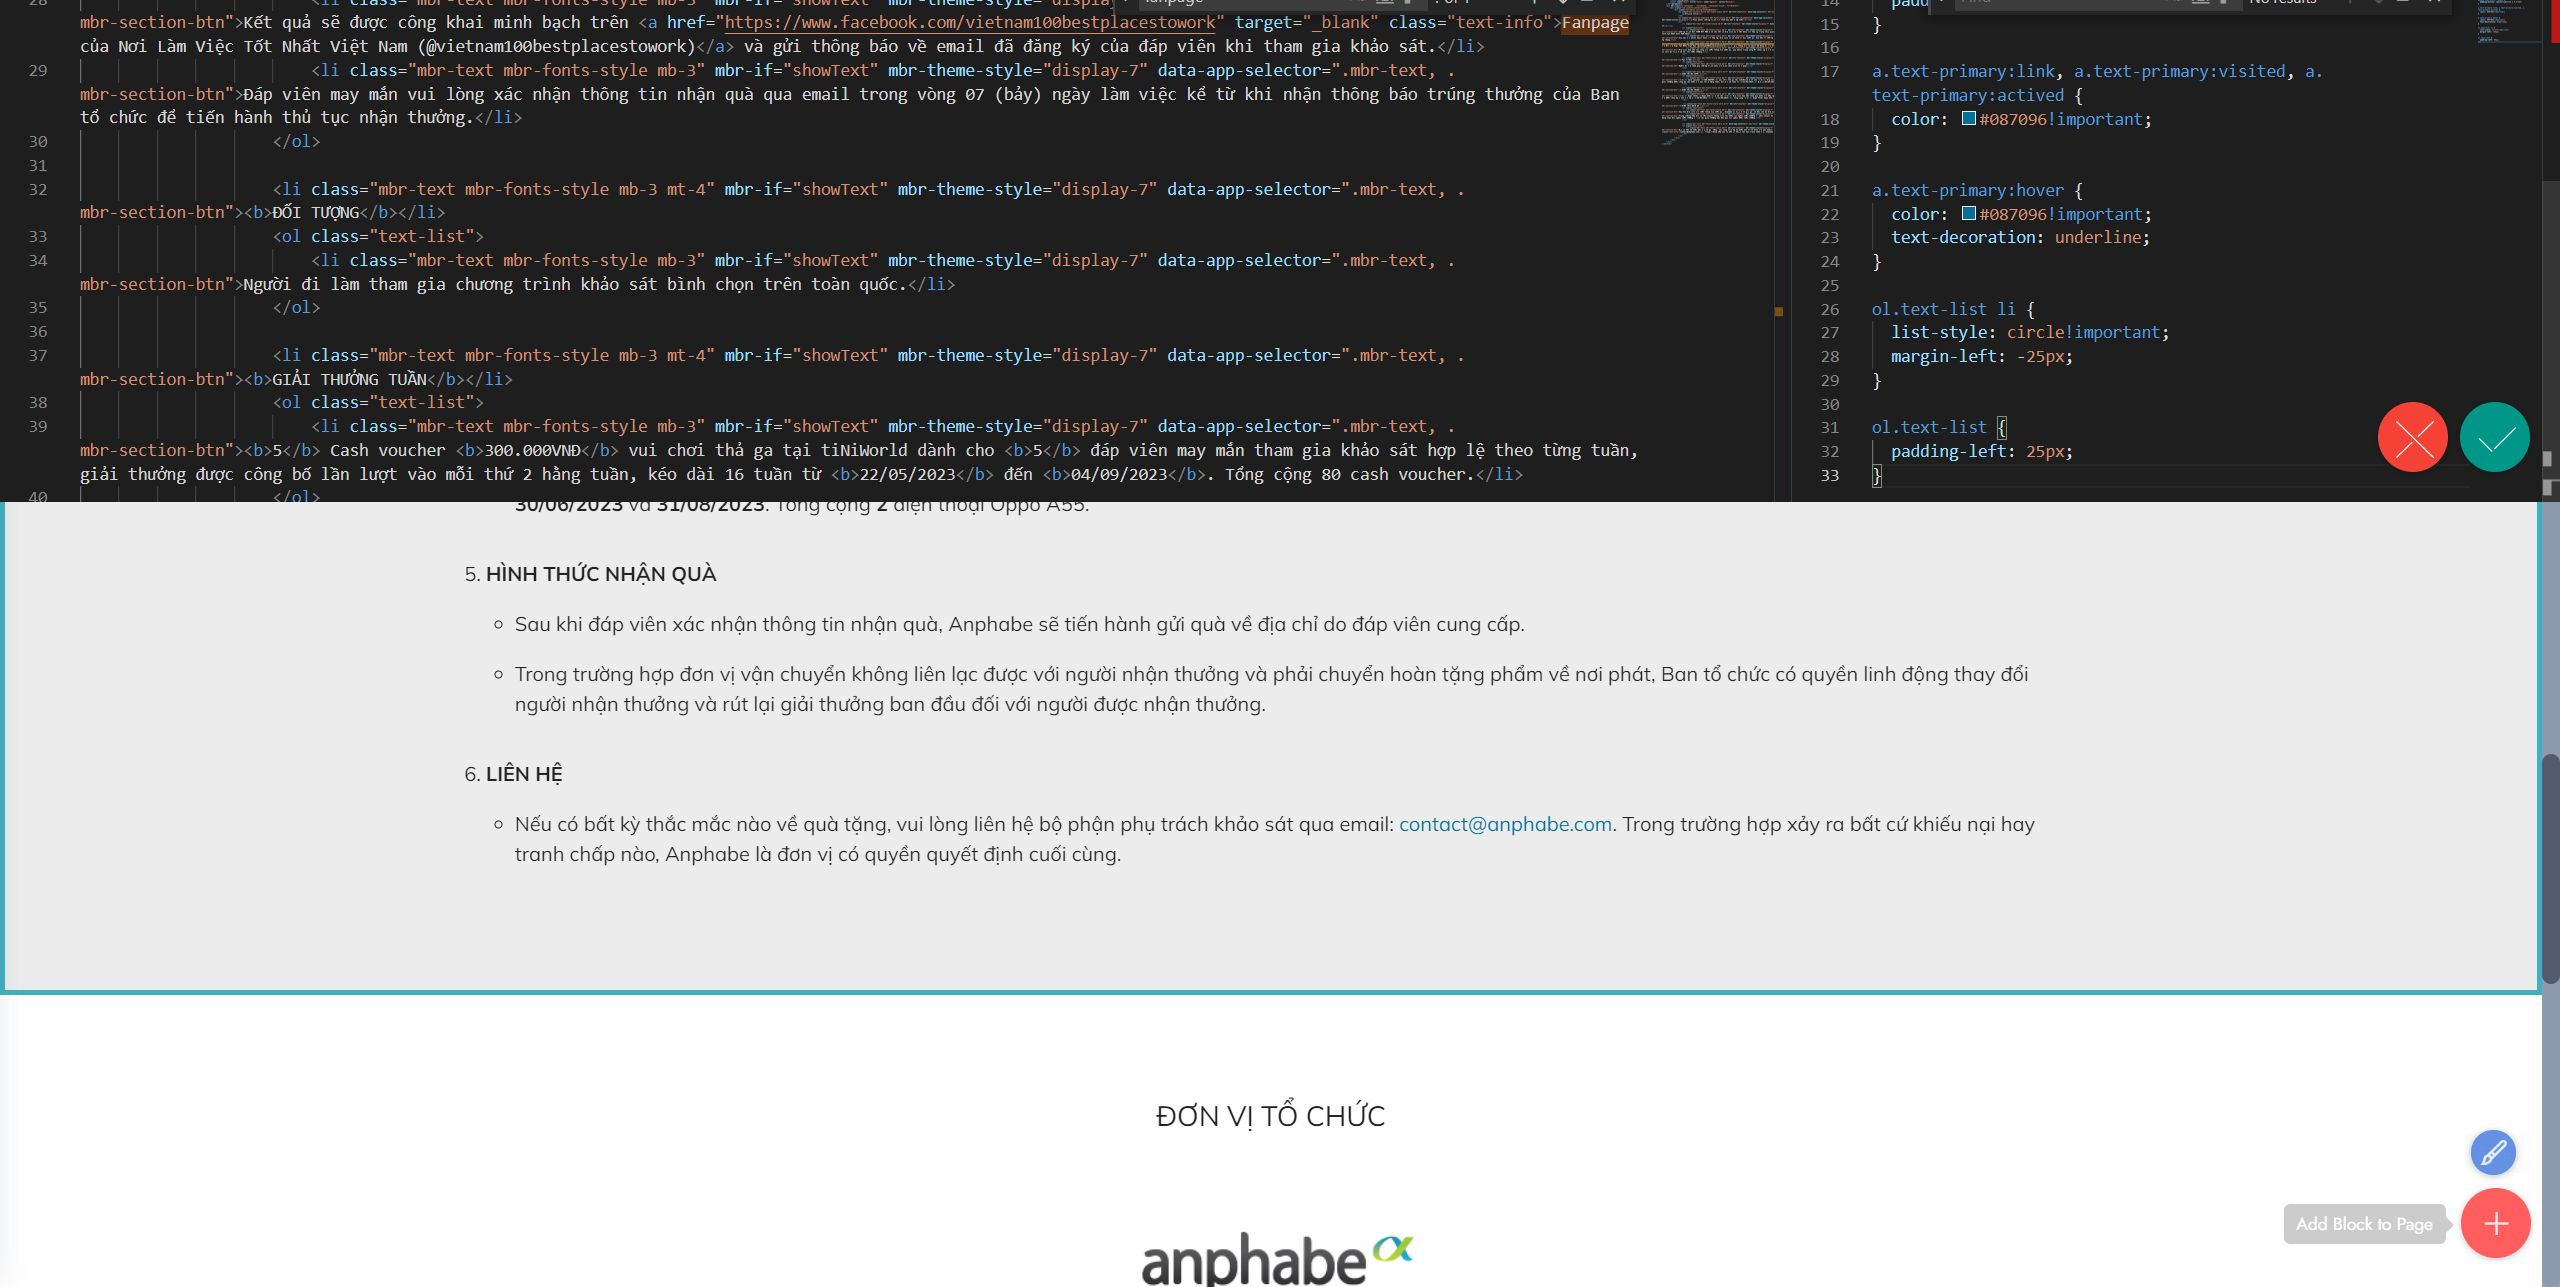 mbr-section-btn">Kết quả sẽ được công khai minh bạch trên <a href="https://www.facebook.com/vietnam100bestplacestowork" target="_blank" class="text-info">Fanpage
của Nơi Làm Việc Tốt Nhất Việt Nam (@vietnam100bestplacestowork)</a> và gửi thông báo về email đã đăng ký của đáp viên khi tham gia khảo sát.</li>
29 <li class="mbr-text mbr-fonts-style mb-3" mbr-if="showText" mbr-theme-style="display-7" data-app-selector=".mbr-text, .
mbr-section-btn">Đáp viên may mắn vui lòng xác nhận thông tin nhận quà qua email trong vòng 07 (bảy) ngày làm việc kể từ khi nhận thông báo trúng thưởng của Ban
tổ chức để tiến hành thủ tục nhận thưởng.</li>
30 </ol>
31
32 <li class="mbr-text mbr-fonts-style mb-3 mt-4" mbr-if="showText" mbr-theme-style="display-7" data-app-selector=".mbr-text, .
mbr-section-btn"><b>ĐỐI TƯỢNG</b></li>
33 <ol class="text-list">
34 <li class="mbr-text mbr-fonts-style mb-3" mbr-if="showText" mbr-theme-style="display-7" data-app-selector=".mbr-text, .
mbr-section-btn">Người đi làm tham gia chương trình khảo sát bình chọn trên toàn quốc.</li>
35 </ol>
36
37 <li class="mbr-text mbr-fonts-style mb-3 mt-4" mbr-if="showText" mbr-theme-style="display-7" data-app-selector=".mbr-text, .
mbr-section-btn"><b>GIẢI THƯỞNG TUẦN</b></li>
38 <ol class="text-list">
39 <li class="mbr-text mbr-fonts-style mb-3" mbr-if="showText" mbr-theme-style="display-7" data-app-selector=".mbr-text, .
mbr-section-btn"><b>5</b> Cash voucher <b>300.000VNĐ</b> vui chơi thả ga tại tiNiWorld dành cho <b>5</b> đáp viên may mắn tham gia khảo sát hợp lệ theo từng tuần,
giải thưởng được công bố lần lượt vào mỗi thứ 2 hằng tuần, kéo dài 16 tuần từ <b>22/05/2023</b> đến <b>04/09/2023</b>. Tổng cộng 80 cash voucher.</li>
40 </ol>
15 }
16
17 a.text-primary:link, a.text-primary:visited, a.
text-primary:actived {
18 color: #087096!important;
19 }
20
21 a.text-primary:hover {
22 color: #087096!important;
23 text-decoration: underline;
24 }
25
26 ol.text-list li {
27 list-style: circle!important;
28 margin-left: -25px;
29 }
30
31 ol.text-list {
32 padding-left: 25px;
33 }
30/06/2023 và 31/08/2023. Tổng cộng 2 điện thoại Oppo A55.
5. HÌNH THỨC NHẬN QUÀ
Sau khi đáp viên xác nhận thông tin nhận quà, Anphabe sẽ tiến hành gửi quà về địa chỉ do đáp viên cung cấp.
Trong trường hợp đơn vị vận chuyển không liên lạc được với người nhận thưởng và phải chuyển hoàn tặng phẩm về nơi phát, Ban tổ chức có quyền linh động thay đổi
người nhận thưởng và rút lại giải thưởng ban đầu đối với người được nhận thưởng.
6. LIÊN HỆ
Nếu có bất kỳ thắc mắc nào về quà tặng, vui lòng liên hệ bộ phận phụ trách khảo sát qua email: contact@anphabe.com. Trong trường hợp xảy ra bất cứ khiếu nại hay
tranh chấp nào, Anphabe là đơn vị có quyền quyết định cuối cùng.
ĐƠN VỊ TỔ CHỨC
Add Block to Page
anphabe